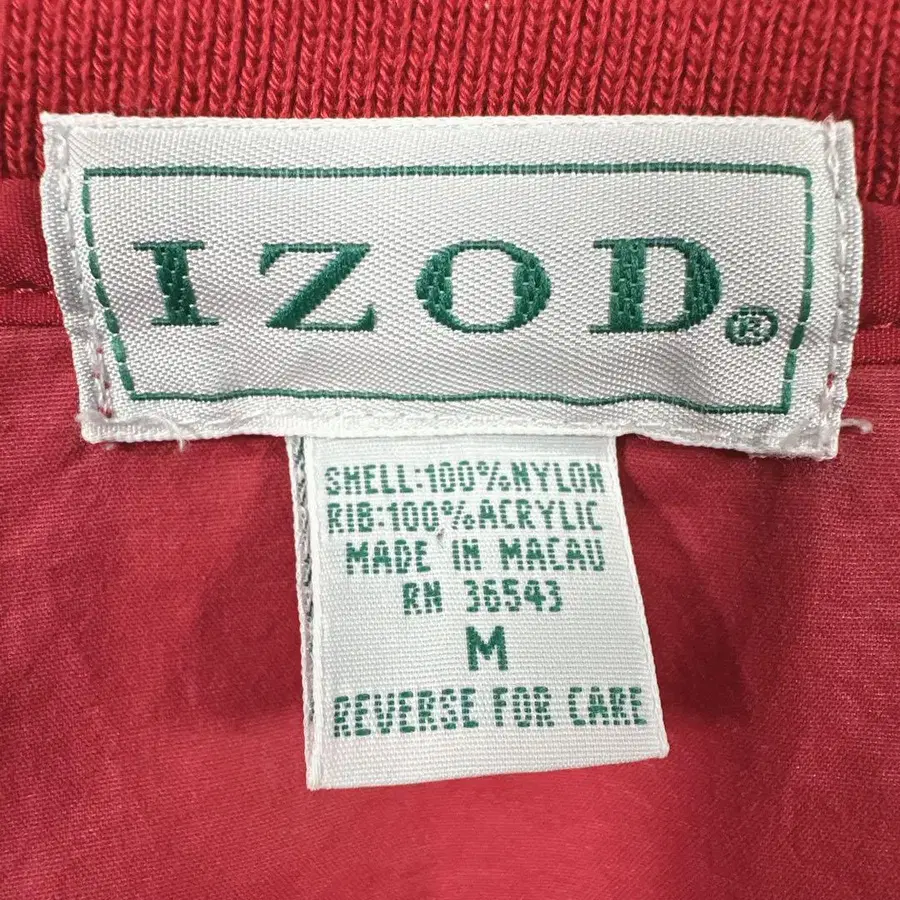 IZOD®
SHELL:100%NYLON
RIB:100%ACRYLIC
MADE IN MACAU
RN 36543
M
REVERSE FOR CARE